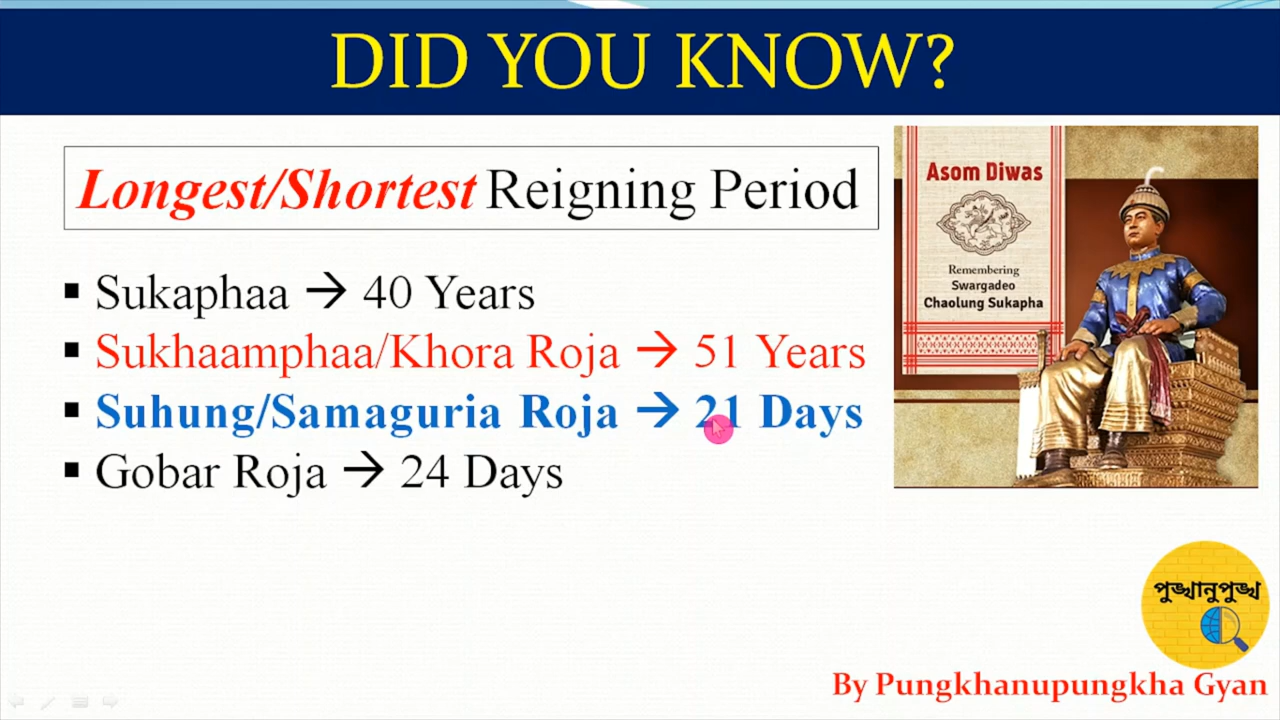 DID YOU KNOW?
Longest/Shortest Reigning Period
▪ Sukaphaa → 40 Years
▪ Sukhaamphaa/Khora Roja → 51 Years
▪ Suhung/Samaguria Roja → 21 Days
▪ Gobar Roja → 24 Days
Asom Diwas
Remembering
Swargadeo
Chaolung Sukapha
পুঙ্খানুপুঙ্খ
By Pungkhanupungkha Gyan